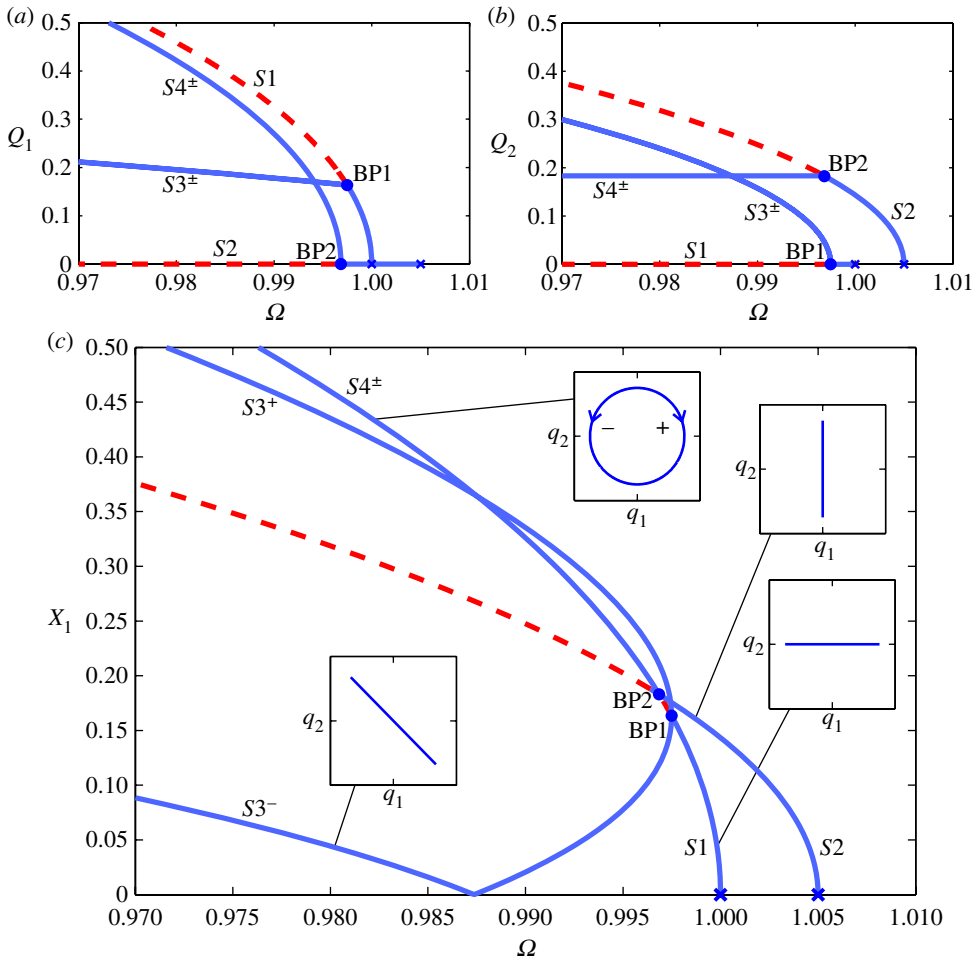 (a)
0.5
0.4
0.3
0.2
0.1
0
Q1
S4±
S1
S3±
BP1
S2
BP2
0.97 0.98 0.99 1.00 1.01
Ω
(b)
0.5
0.4
0.3
0.2
0.1
0
Q2
BP2
S4±
S3±
S2
S1
BP1
0.97 0.98 0.99 1.00 1.01
Ω
(c)
0.50
0.45
0.40
0.35
0.30
0.25
0.20
0.15
0.10
0.05
0
X1
S3+
S4±
q2
− +
q1
q2
q1
q2
q1
BP2
BP1
q2
q1
S3−
S1
S2
0.970 0.975 0.980 0.985 0.990 0.995 1.000 1.005 1.010
Ω